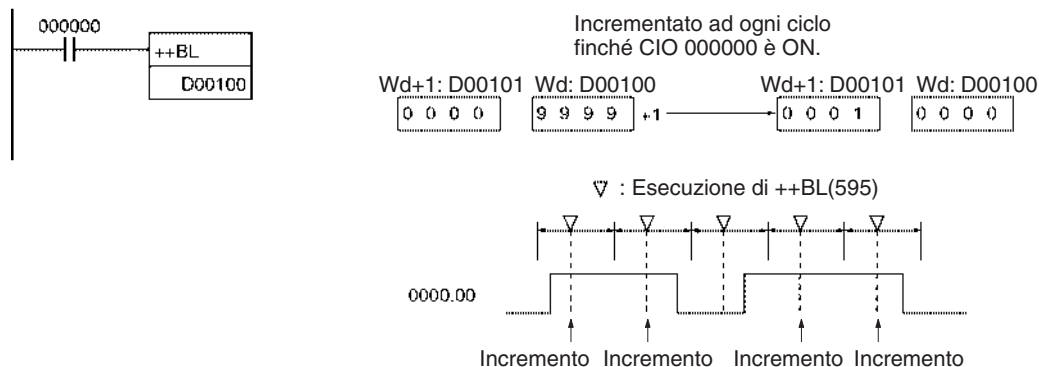 000000
++BL
D00100
Incrementato ad ogni ciclo
finché CIO 000000 è ON.
Wd+1: D00101 Wd: D00100 Wd+1: D00101 Wd: D00100
0 0 0 0 9 9 9 9 +1 0 0 0 1 0 0 0 0
: Esecuzione di ++BL(595)
0000.00
Incremento Incremento Incremento Incremento